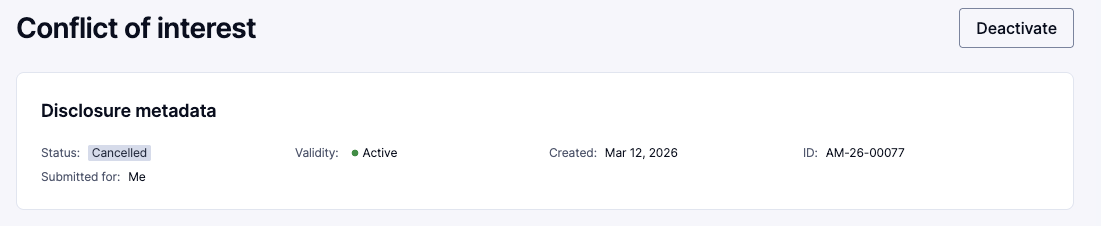 Conflict of interest
Deactivate
Disclosure metadata
Status: Cancelled Validity: Active Created: Mar 12, 2026 ID: AM-26-00077
Submitted for: Me